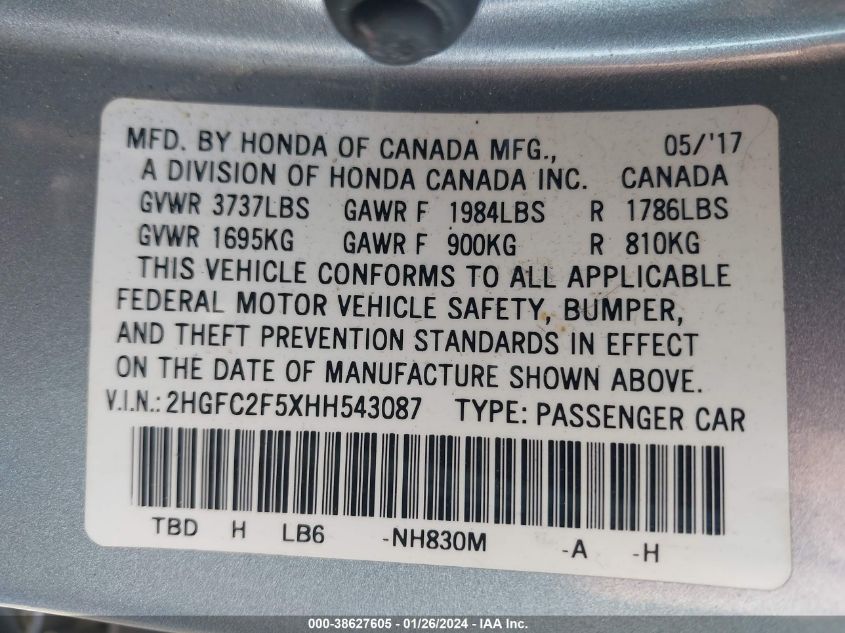 MFD. BY HONDA OF CANADA MFG., 05/'17
A DIVISION OF HONDA CANADA INC. CANADA
GVWR 3737LBS GAWR F 1984LBS R 1786LBS
GVWR 1695KG GAWR F 900KG R 810KG
THIS VEHICLE CONFORMS TO ALL APPLICABLE
FEDERAL MOTOR VEHICLE SAFETY, BUMPER,
AND THEFT PREVENTION STANDARDS IN EFFECT
ON THE DATE OF MANUFACTURE SHOWN ABOVE.
V.I.N.: 2HGFC2F5XHH543087 TYPE: PASSENGER CAR
TBD H LB6 -NH830M -A -H
000-38627605 - 01/26/2024 - IAA Inc.